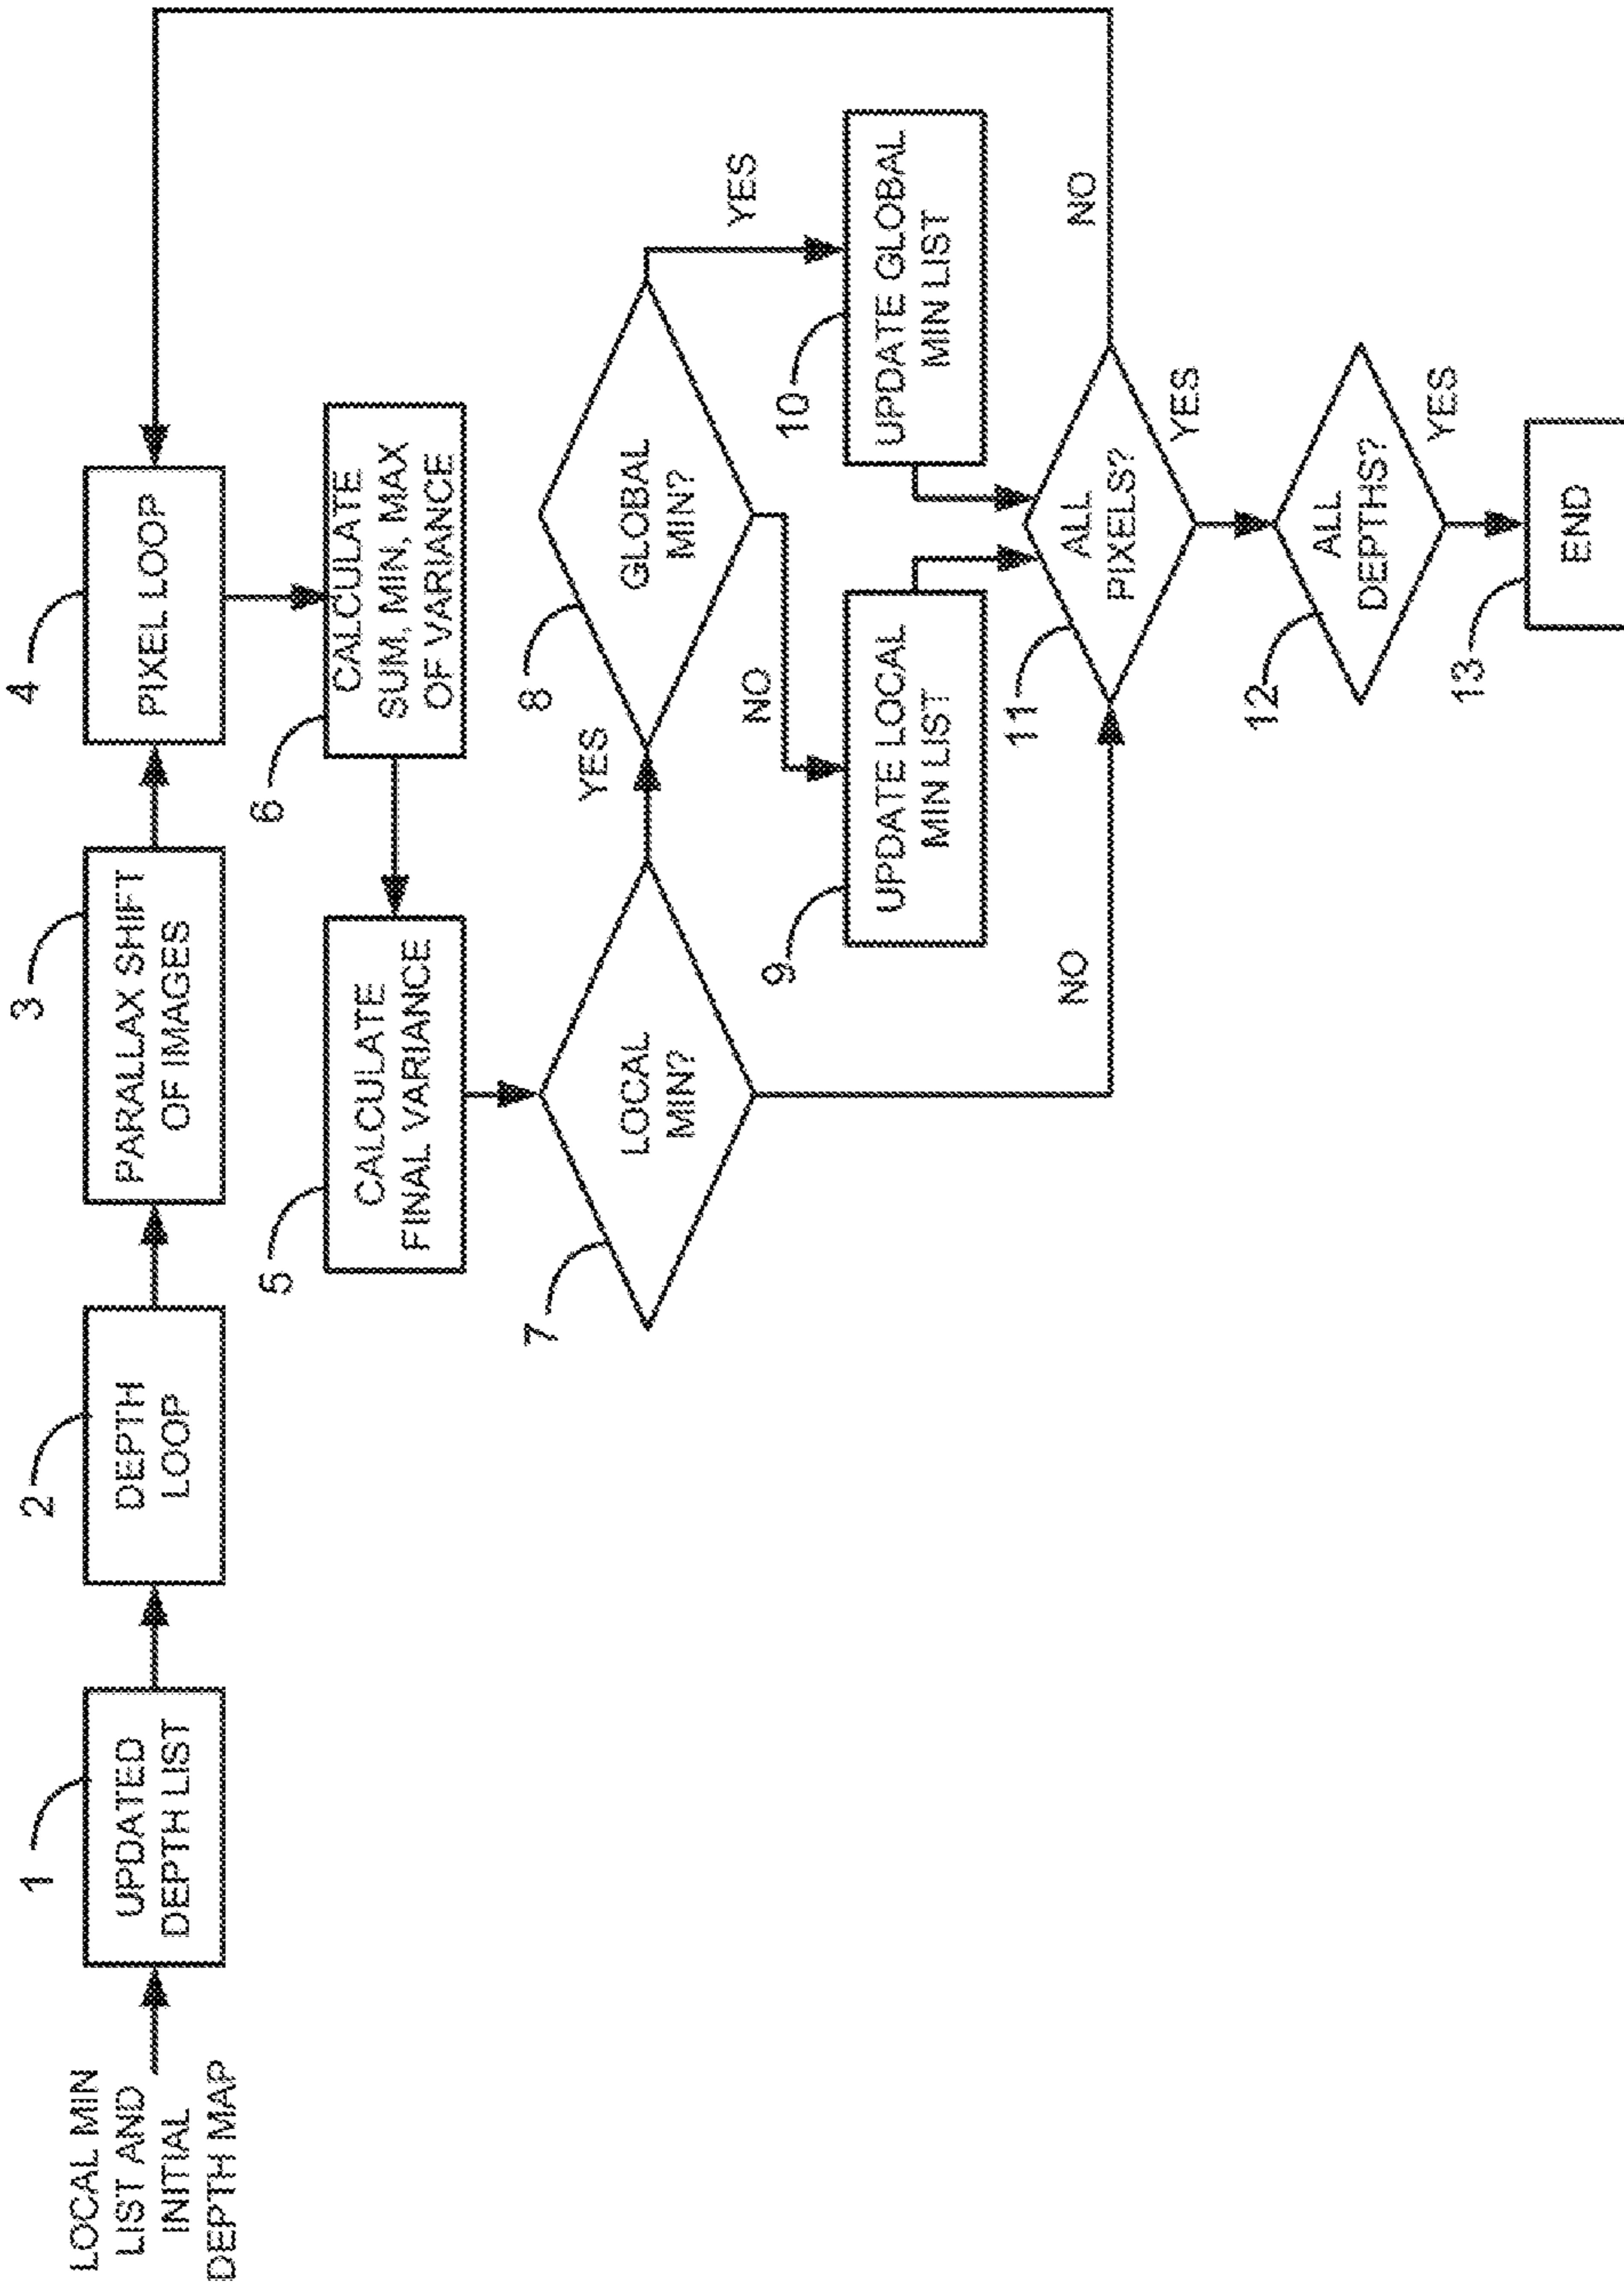 LOCAL MIN
LIST AND
INITIAL
DEPTH MAP
1
UPDATED
DEPTH LIST
2
DEPTH
LOOP
3
PARALLAX SHIFT
OF IMAGES
4
PIXEL LOOP
6
CALCULATE
SUM, MIN, MAX
OF VARIANCE
5
CALCULATE
FINAL VARIANCE
7
LOCAL
MIN?
YES
NO
8
GLOBAL
MIN?
YES
NO
9
UPDATE LOCAL
MIN LIST
10
UPDATE GLOBAL
MIN LIST
11
ALL
PIXELS?
NO
YES
12
ALL
DEPTHS?
YES
13
END